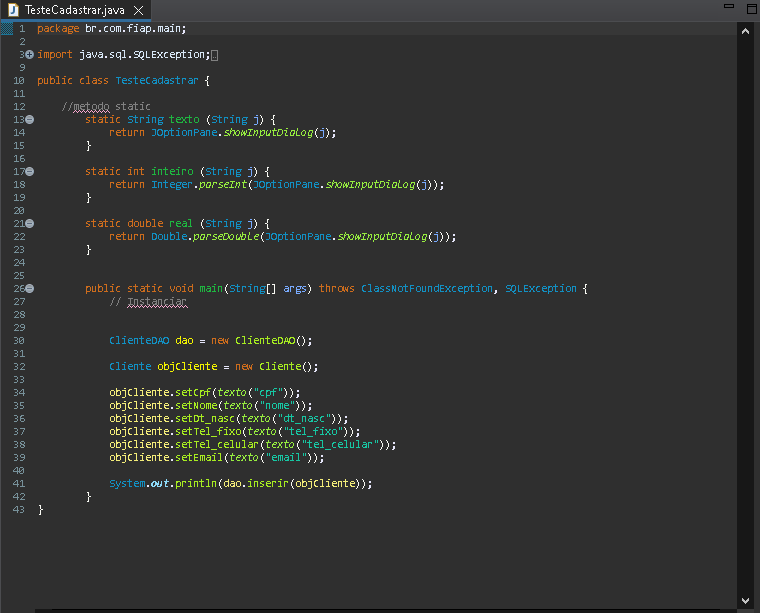 TesteCadastrar.java
1 package br.com.fiap.main;
2
3 import java.sql.SQLException;
9
10 public class TesteCadastrar {
11
12 //metodo static
13 static String texto (String j) {
14 return JOptionPane.showInputDialog(j);
15 }
16
17 static int inteiro (String j) {
18 return Integer.parseInt(JOptionPane.showInputDialog(j));
19 }
20
21 static double real (String j) {
22 return Double.parseDouble(JOptionPane.showInputDialog(j));
23 }
24
25
26 public static void main(String[] args) throws ClassNotFoundException, SQLException {
27 // Instanciar
28
29
30 ClienteDAO dao = new ClienteDAO();
31
32 Cliente objCliente = new Cliente();
33
34 objCliente.setCpf(texto("cpf"));
35 objCliente.setNome(texto("nome"));
36 objCliente.setDt_nasc(texto("dt_nasc"));
37 objCliente.setTel_fixo(texto("tel_fixo"));
38 objCliente.setTel_celular(texto("tel_celular"));
39 objCliente.setEmail(texto("email"));
40
41 System.out.println(dao.inserir(objCliente));
42 }
43 }